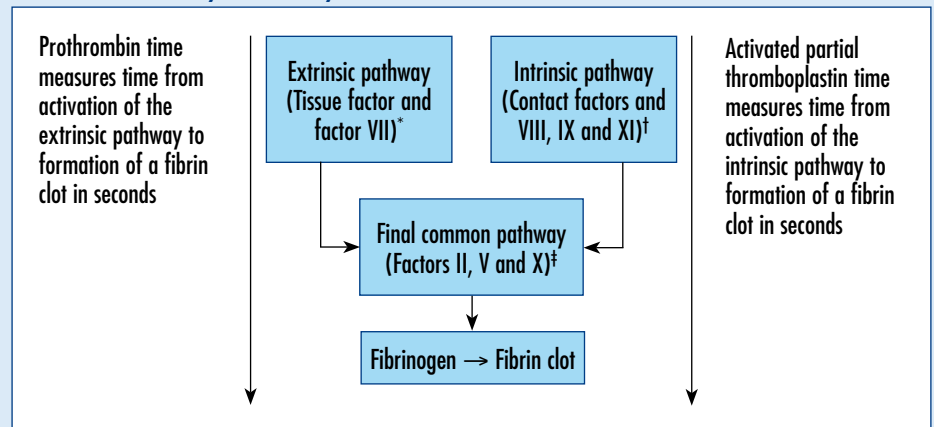 Prothrombin time
measures time from
activation of the
extrinsic pathway to
formation of a fibrin
clot in seconds
Extrinsic pathway
(Tissue factor and
factor VII)*
Intrinsic pathway
(Contact factors and
VIII, IX and XI)†
Activated partial
thromboplastin time
measures time from
activation of the
intrinsic pathway to
formation of a fibrin
clot in seconds
Final common pathway
(Factors II, V and X)‡
Fibrinogen → Fibrin clot